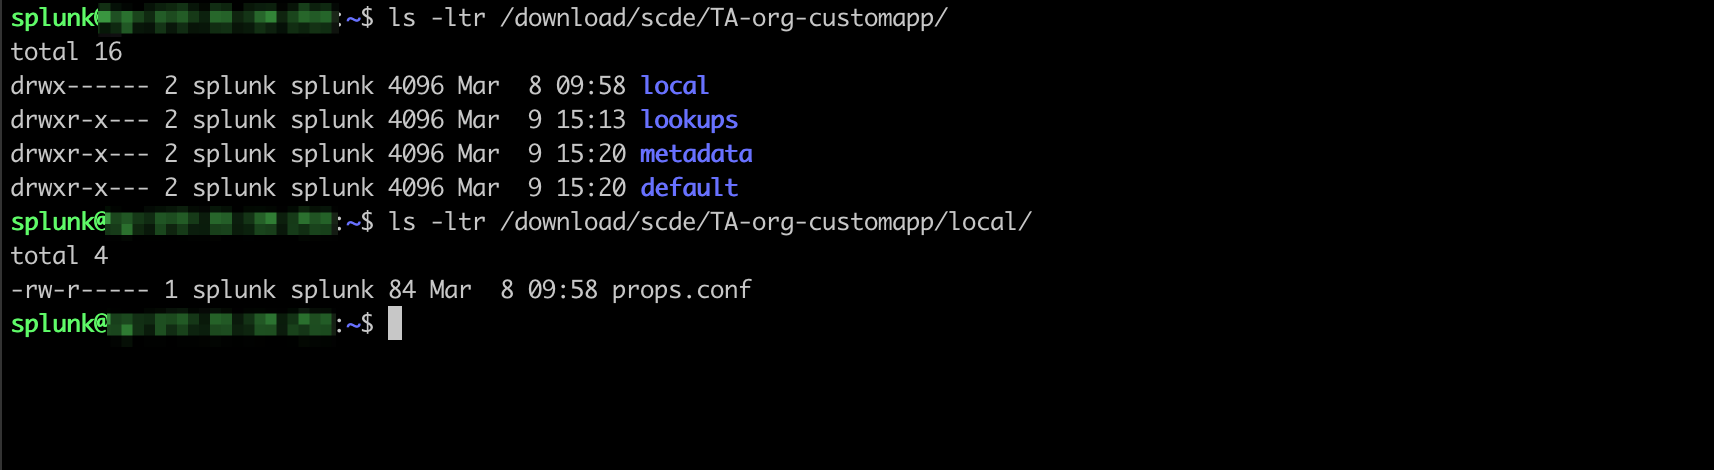 splunk@:~$ ls -ltr /download/scde/TA-org-customapp/
total 16
drwx------ 2 splunk splunk 4096 Mar  8 09:58 local
drwxr-x--- 2 splunk splunk 4096 Mar  9 15:13 lookups
drwxr-x--- 2 splunk splunk 4096 Mar  9 15:20 metadata
drwxr-x--- 2 splunk splunk 4096 Mar  9 15:20 default
splunk@:~$ ls -ltr /download/scde/TA-org-customapp/local/
total 4
-rw-r----- 1 splunk splunk 84 Mar  8 09:58 props.conf
splunk@:~$